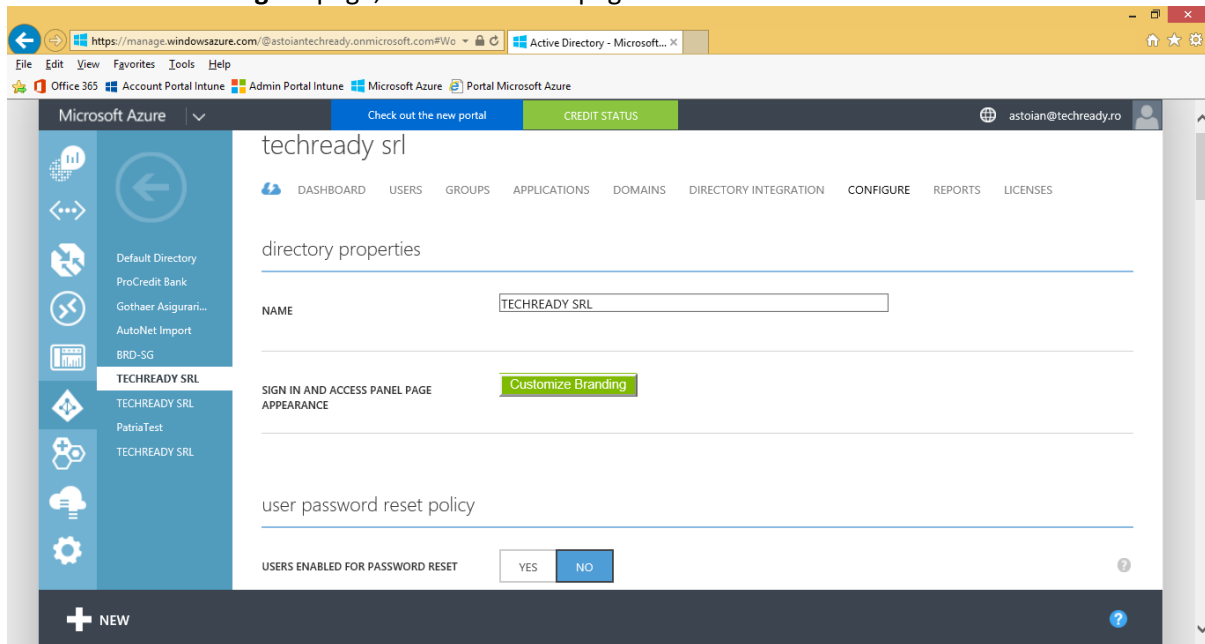 https://manage.windowsazure.com/@astoiantechready.onmicrosoft.com#Wo
Active Directory - Microsoft...
File Edit View Favorites Tools Help
Office 365 Account Portal Intune Admin Portal Intune Microsoft Azure Portal Microsoft Azure
Microsoft Azure
Check out the new portal
CREDIT STATUS
astoian@techready.ro
techready srl
DASHBOARD USERS GROUPS APPLICATIONS DOMAINS DIRECTORY INTEGRATION CONFIGURE REPORTS LICENSES
Default Directory
ProCredit Bank
Gothaer Asigurari...
AutoNet Import
BRD-SG
TECHREADY SRL
TECHREADY SRL
PatriaTest
TECHREADY SRL
directory properties
NAME
TECHREADY SRL
SIGN IN AND ACCESS PANEL PAGE
APPEARANCE
Customize Branding
user password reset policy
USERS ENABLED FOR PASSWORD RESET
YES NO
NEW